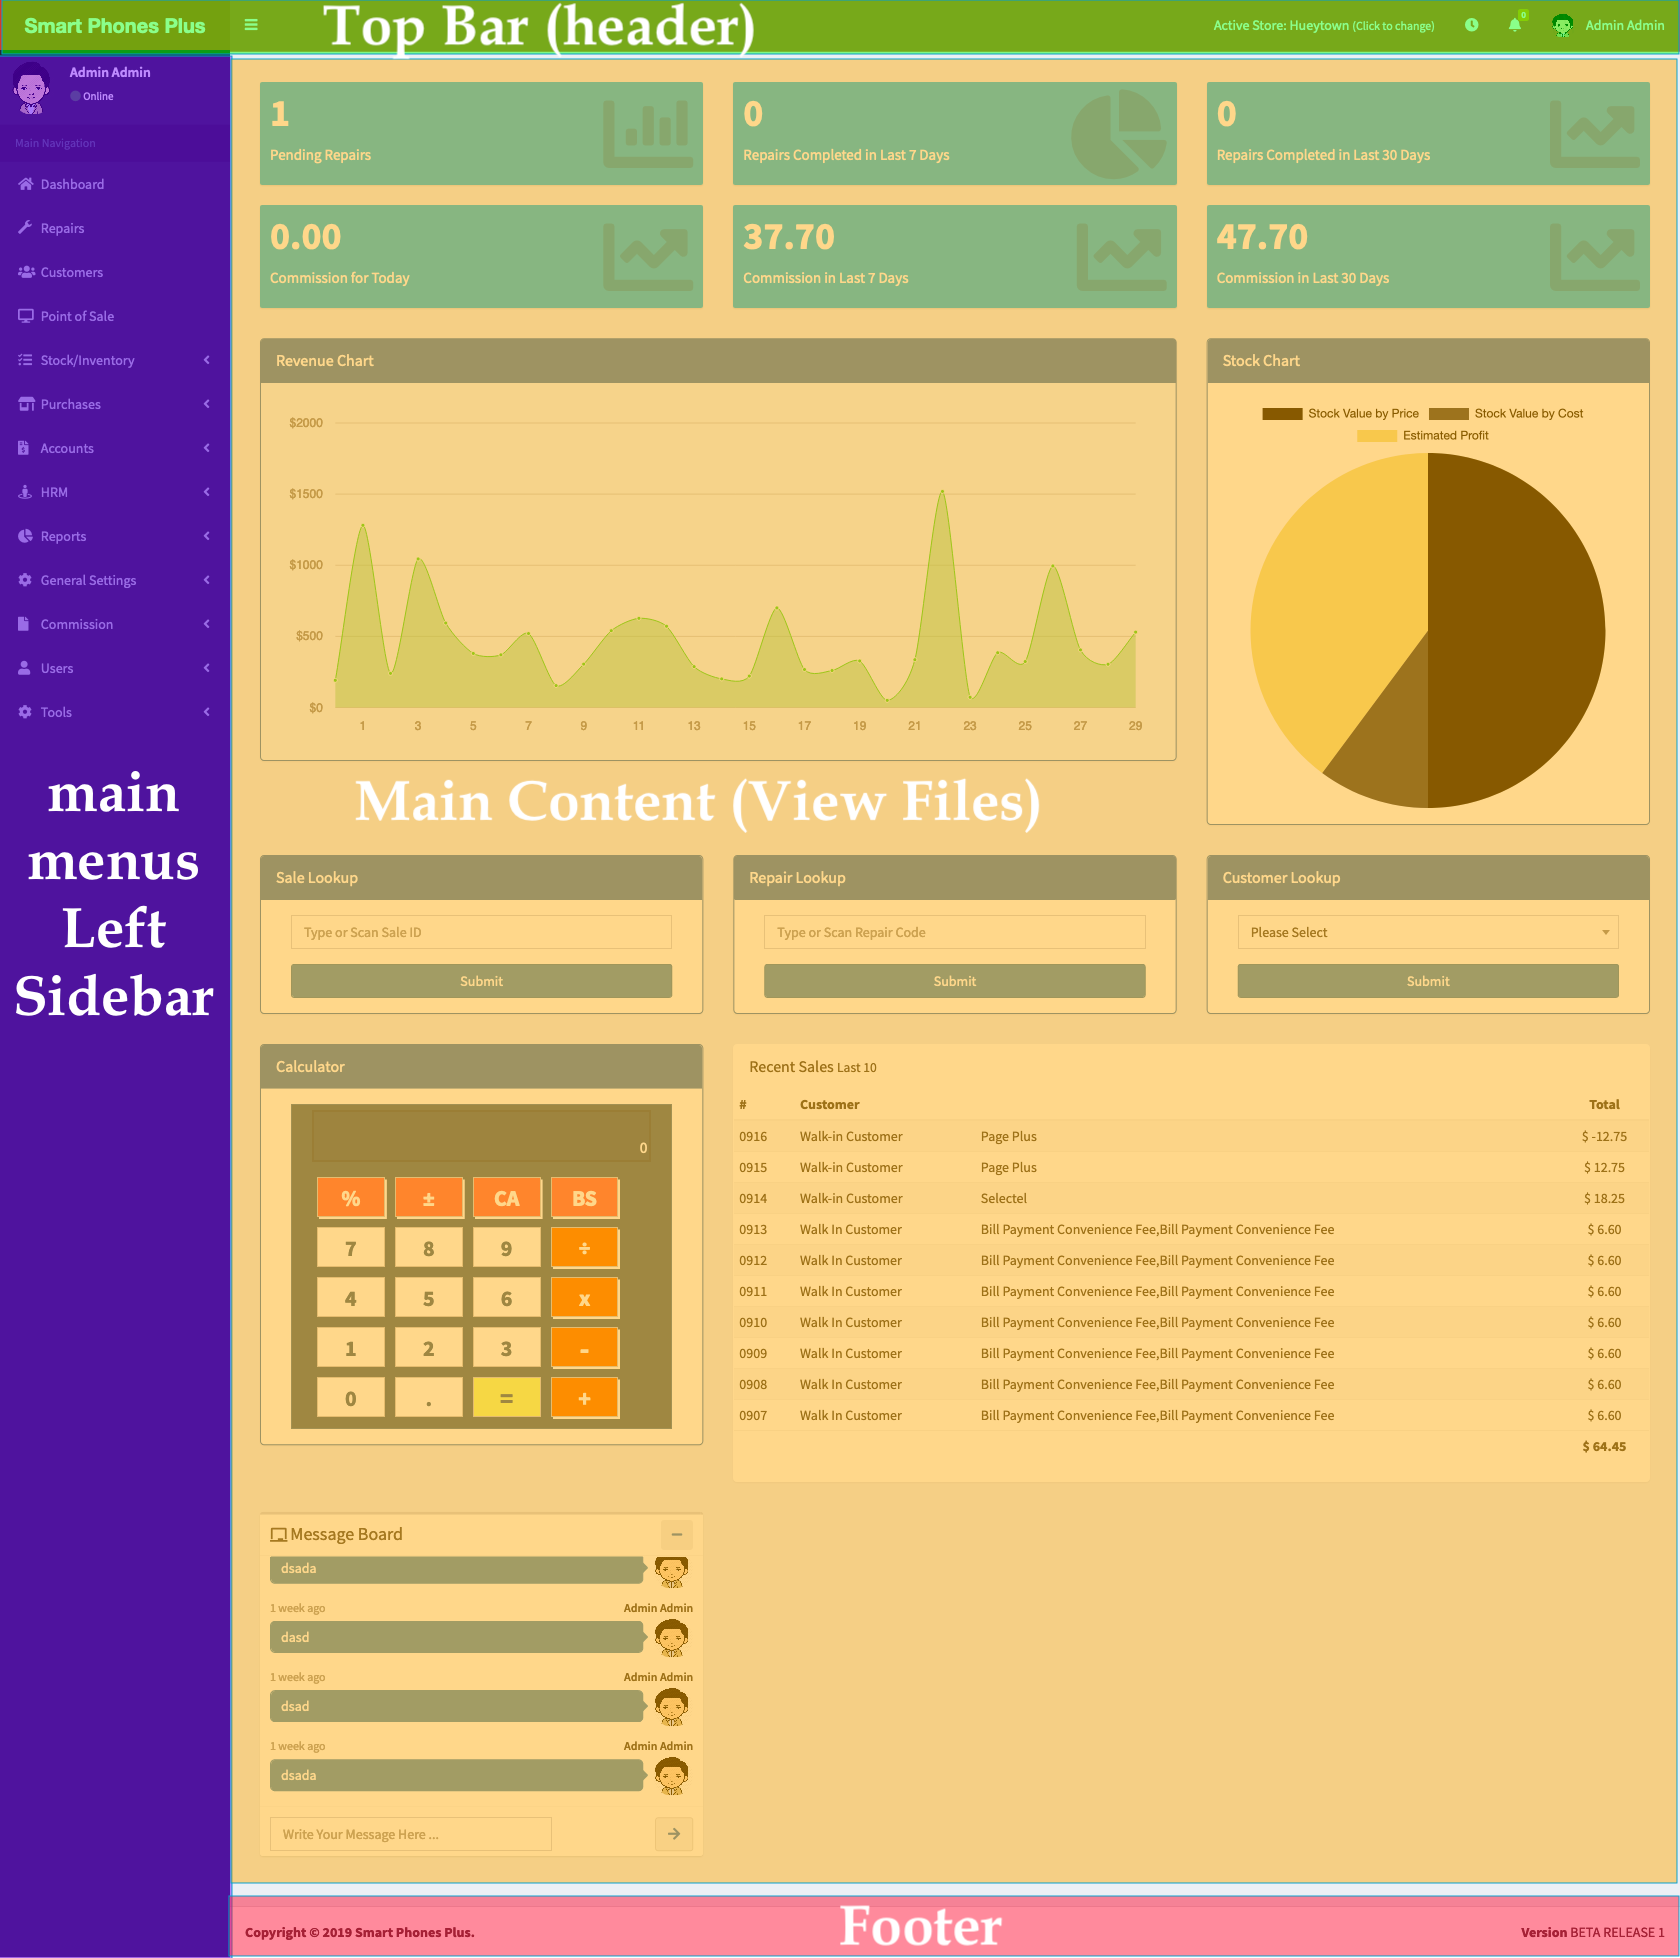 Smart Phones Plus
Top Bar (header)
Active Store: Hueytown (Click to change)
0
Admin Admin
Admin Admin
Online
Main Navigation
Dashboard
Repairs
Customers
Point of Sale
Stock/Inventory
Purchases
Accounts
HRM
Reports
General Settings
Commission
Users
Tools
main
menus
Left
Sidebar
1
Pending Repairs
0
Repairs Completed in Last 7 Days
0
Repairs Completed in Last 30 Days
0.00
Commission for Today
37.70
Commission in Last 7 Days
47.70
Commission in Last 30 Days
Revenue Chart
$2000
$1500
$1000
$500
$0
1 3 5 7 9 11 13 15 17 19 21 23 25 27 29
Stock Chart
Stock Value by Price Stock Value by Cost
Estimated Profit
Main Content (View Files)
Sale Lookup
Type or Scan Sale ID
Submit
Repair Lookup
Type or Scan Repair Code
Submit
Customer Lookup
Please Select
Submit
Calculator
0
% ± CA BS
7 8 9 ÷
4 5 6 x
1 2 3 -
0 . = +
Recent Sales Last 10
# Customer Total
0916 Walk-in Customer Page Plus $ -12.75
0915 Walk-in Customer Page Plus $ 12.75
0914 Walk-in Customer Selectel $ 18.25
0913 Walk In Customer Bill Payment Convenience Fee,Bill Payment Convenience Fee $ 6.60
0912 Walk In Customer Bill Payment Convenience Fee,Bill Payment Convenience Fee $ 6.60
0911 Walk In Customer Bill Payment Convenience Fee,Bill Payment Convenience Fee $ 6.60
0910 Walk In Customer Bill Payment Convenience Fee,Bill Payment Convenience Fee $ 6.60
0909 Walk In Customer Bill Payment Convenience Fee,Bill Payment Convenience Fee $ 6.60
0908 Walk In Customer Bill Payment Convenience Fee,Bill Payment Convenience Fee $ 6.60
0907 Walk In Customer Bill Payment Convenience Fee,Bill Payment Convenience Fee $ 6.60
$ 64.45
Message Board
dsada
1 week ago Admin Admin
dasd
1 week ago Admin Admin
dsad
1 week ago Admin Admin
dsada
Write Your Message Here ...
Copyright © 2019 Smart Phones Plus.
Footer
Version BETA RELEASE 1